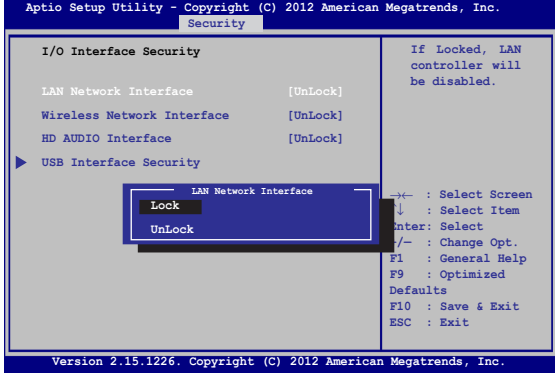 Aptio Setup Utility - Copyright (C) 2012 American Megatrends, Inc.
Security
I/O Interface Security
LAN Network Interface [UnLock]
Wireless Network Interface [UnLock]
HD AUDIO Interface [UnLock]
USB Interface Security
If Locked, LAN
controller will
be disabled.
LAN Network Interface
Lock
UnLock
→← : Select Screen
↓ : Select Item
Enter: Select
/— : Change Opt.
F1 : General Help
F9 : Optimized
Defaults
F10 : Save & Exit
ESC : Exit
Version 2.15.1226. Copyright (C) 2012 American Megatrends, Inc.